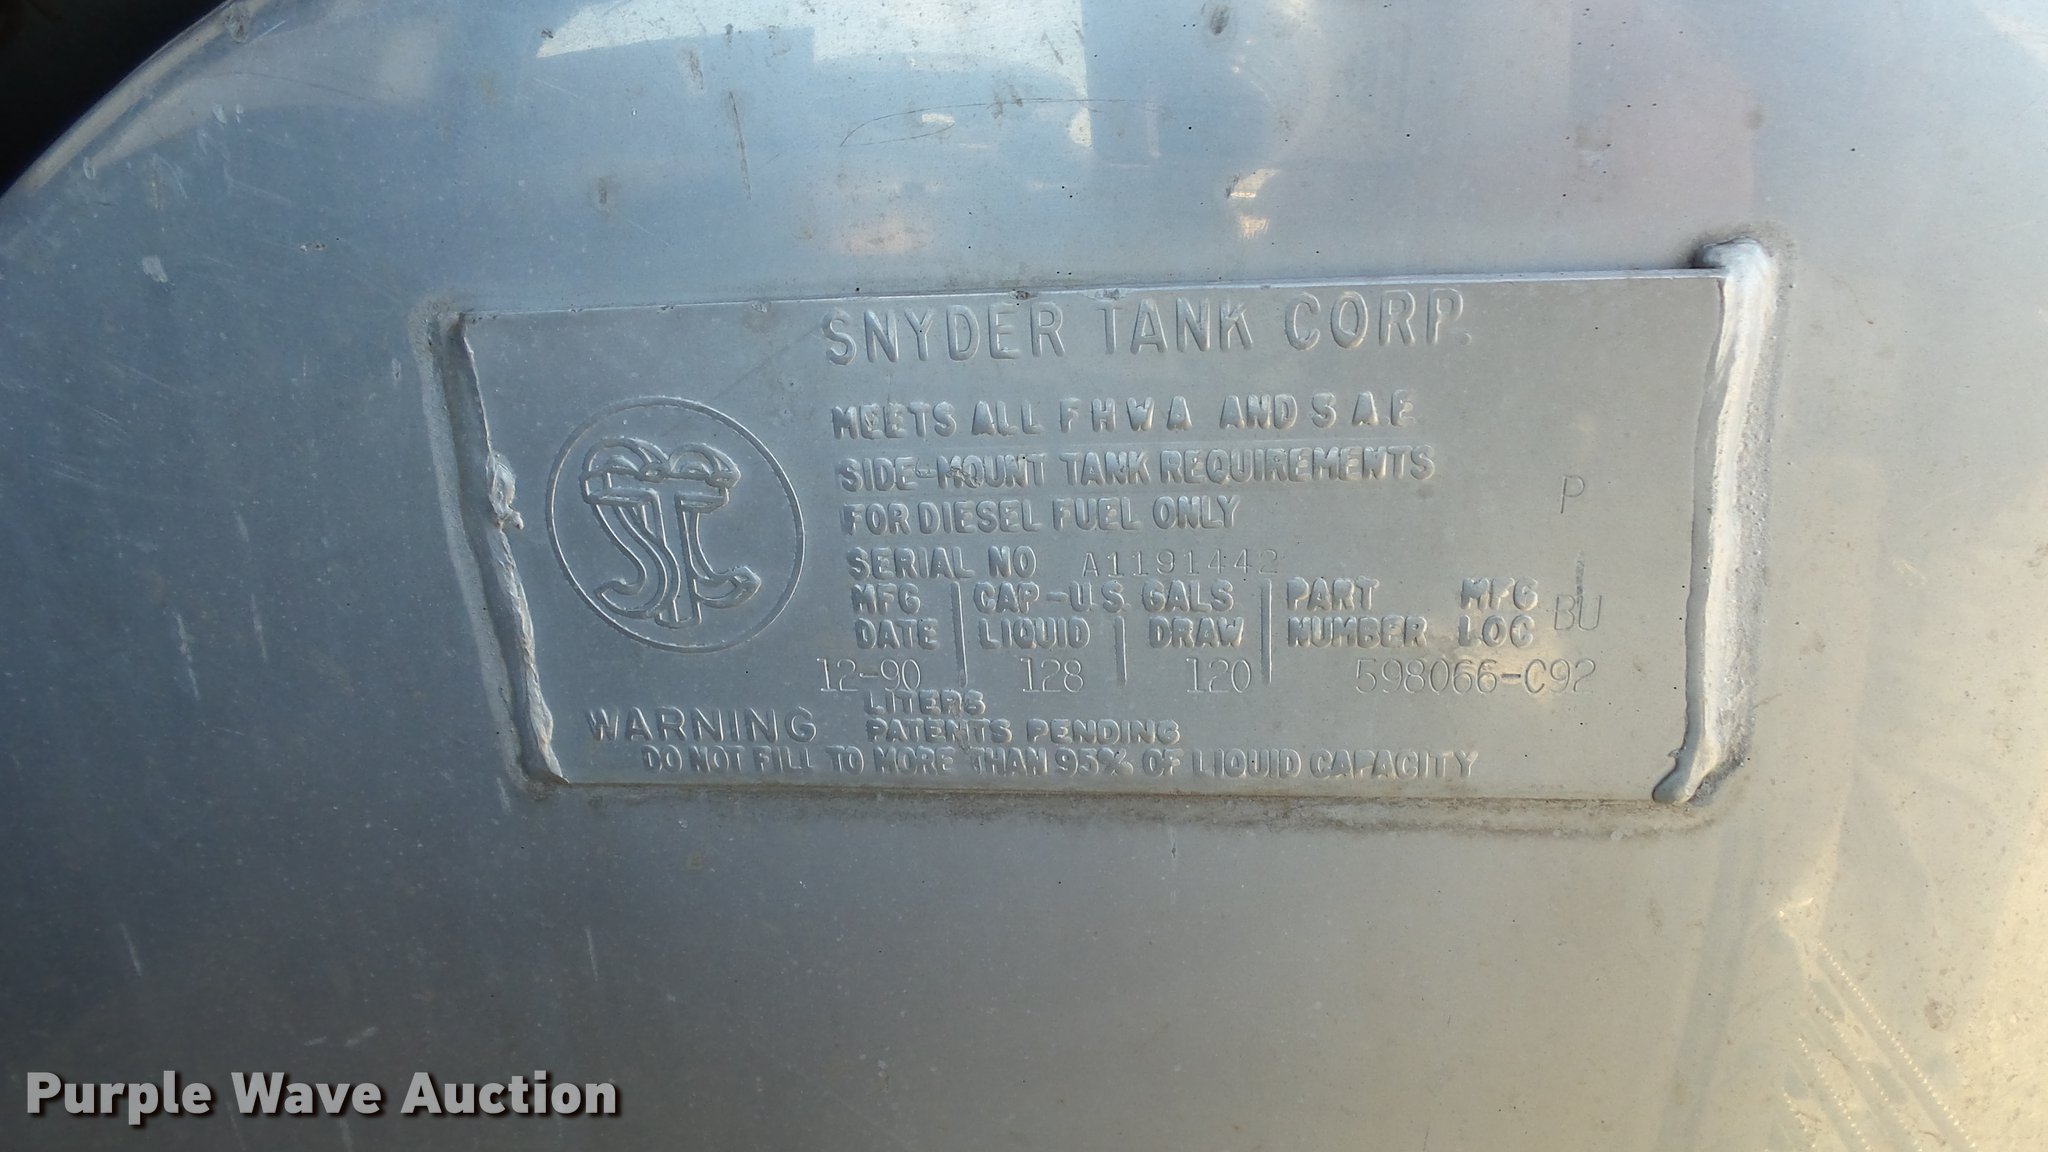 SNYDER TANK CORP.
STC
MEETS ALL F H W A AND S A E
SIDE-MOUNT TANK REQUIREMENTS
FOR DIESEL FUEL ONLY
P
SERIAL NO A1191442
MFG CAP-U.S. GALS PART MFG
DATE LIQUID DRAW NUMBER LOC BU
12-90 128 120 598066-C92
LITERS
WARNING PATENTS PENDING
DO NOT FILL TO MORE THAN 95% OF LIQUID CAPACITY
Purple Wave Auction